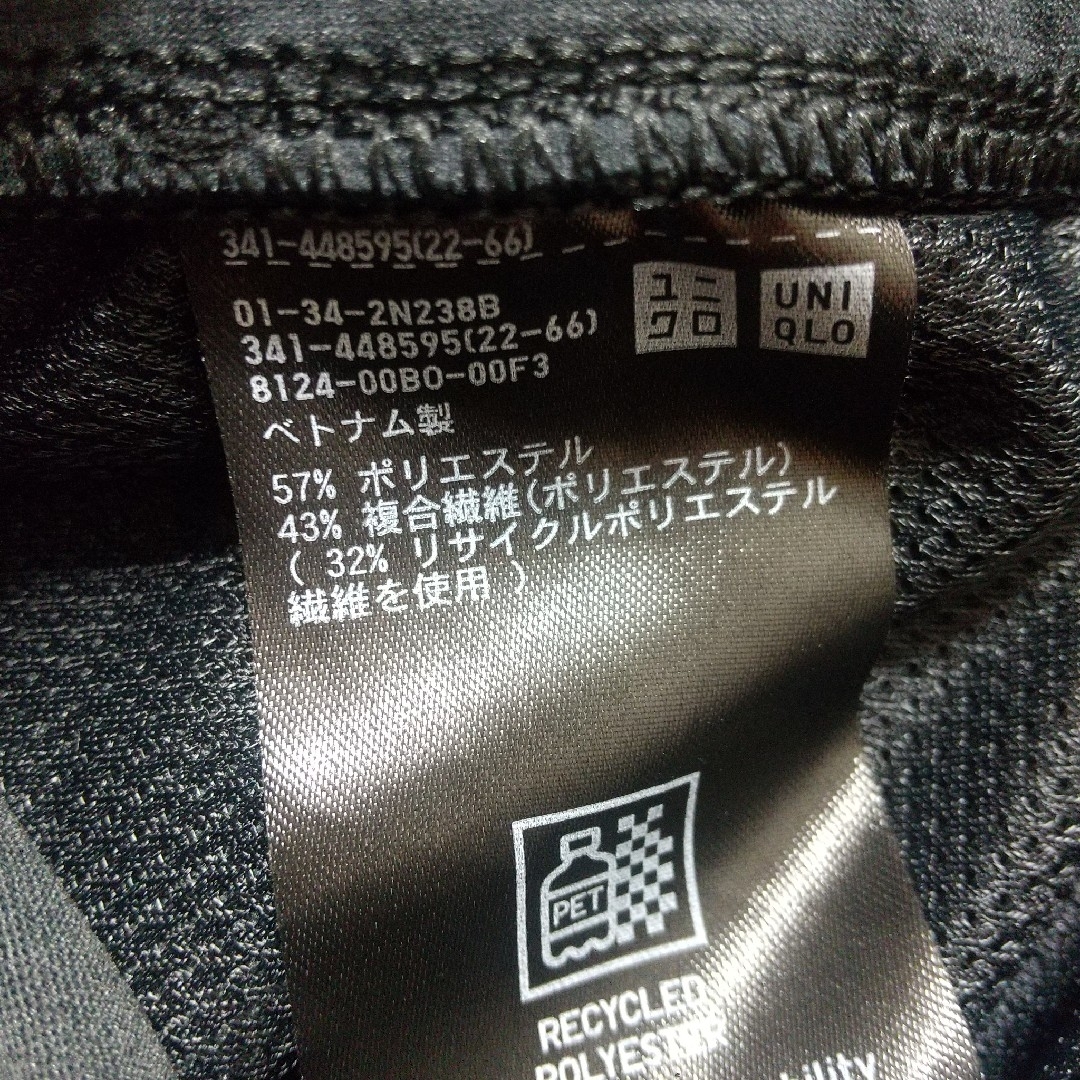 341-448595(22-66)
ユニ
クロ
UNI
QLO
01-34-2N238B
341-448595(22-66)
8124-00B0-00F3
ベトナム製
57% ポリエステル
43% 複合繊維(ポリエステル)
( 32% リサイクルポリエステル
繊維を使用 )
PET
RECYCLED
POLYESTER